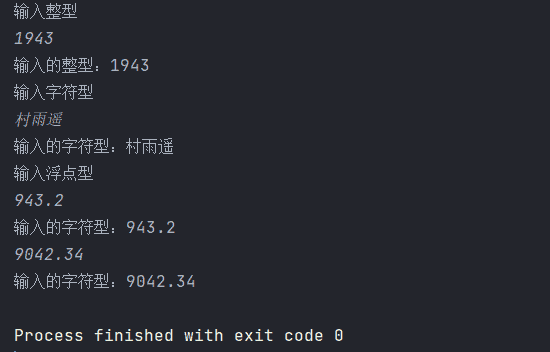 输入整型
1943
输入的整型：1943
输入字符型
村雨遥
输入的字符型：村雨遥
输入浮点型
943.2
输入的字符型：943.2
9042.34
输入的字符型：9042.34
Process finished with exit code 0